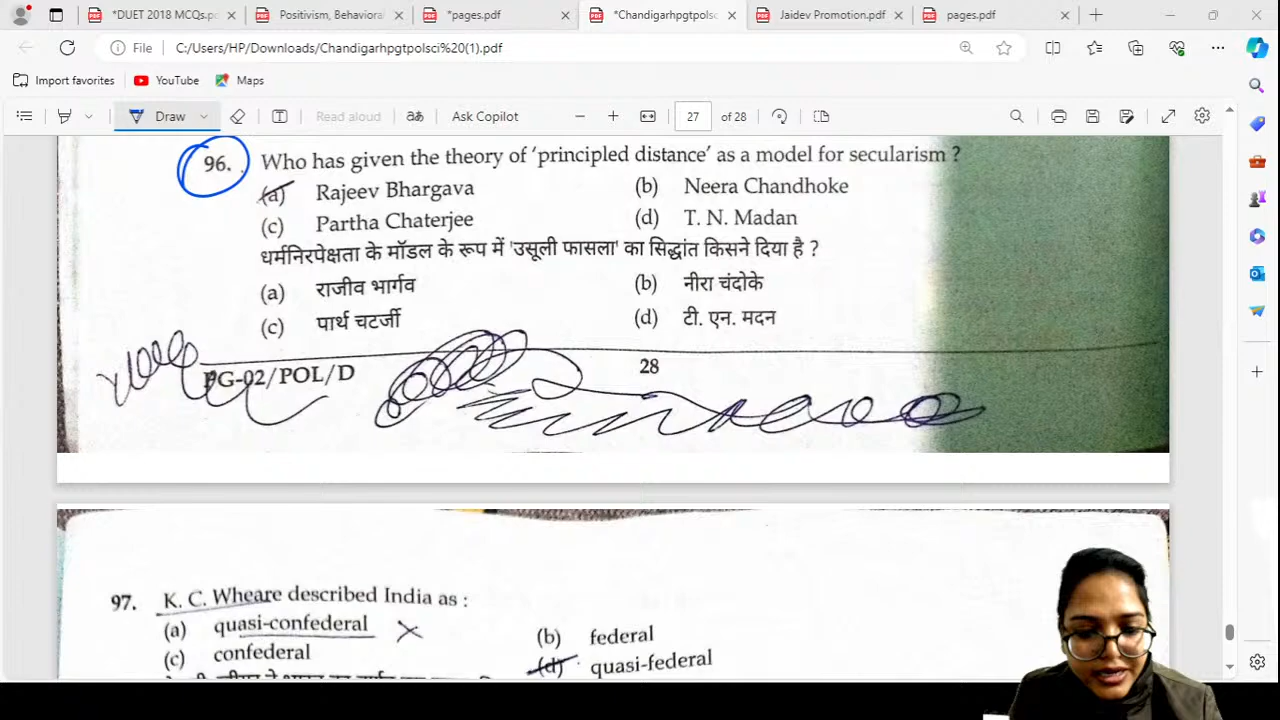 *DUET 2018 MCQs.pc
Positivism, Behavioral
*pages.pdf
*Chandigarhpgtpolsc
Jaidev Promotion.pdf
pages.pdf
File C:/Users/HP/Downloads/Chandigarhpgtpolsci%20(1).pdf
Import favorites YouTube Maps
Draw Read aloud aあ Ask Copilot 27 of 28
96. Who has given the theory of 'principled distance' as a model for secularism ?
(a) Rajeev Bhargava (b) Neera Chandhoke
(c) Partha Chaterjee (d) T. N. Madan
धर्मनिरपेक्षता के मॉडल के रूप में 'उसूली फासला' का सिद्धांत किसने दिया है ?
(a) राजीव भार्गव (b) नीरा चंदोके
(c) पार्थ चटर्जी (d) टी. एन. मदन
PG-02/POL/D 28
97. K. C. Wheare described India as :
(a) quasi-confederal (b) federal
(c) confederal (d) quasi-federal